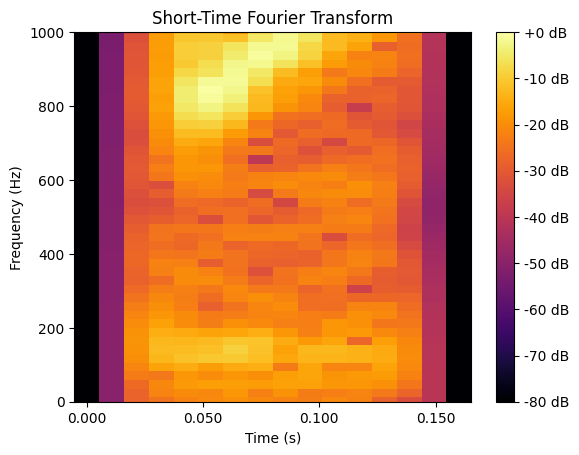 Short-Time Fourier Transform
1000
800
600
400
200
0
Frequency (Hz)
0.000
0.050
0.100
0.150
Time (s)
+0 dB
-10 dB
-20 dB
-30 dB
-40 dB
-50 dB
-60 dB
-70 dB
-80 dB